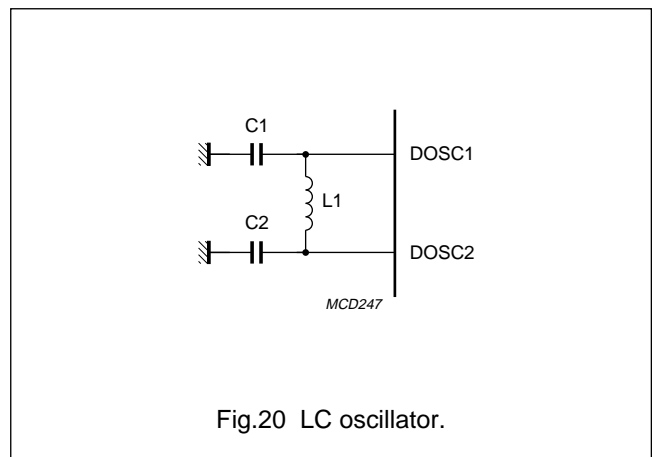 C1
DOSC1
L1
C2
DOSC2
MCD247
Fig.20 LC oscillator.